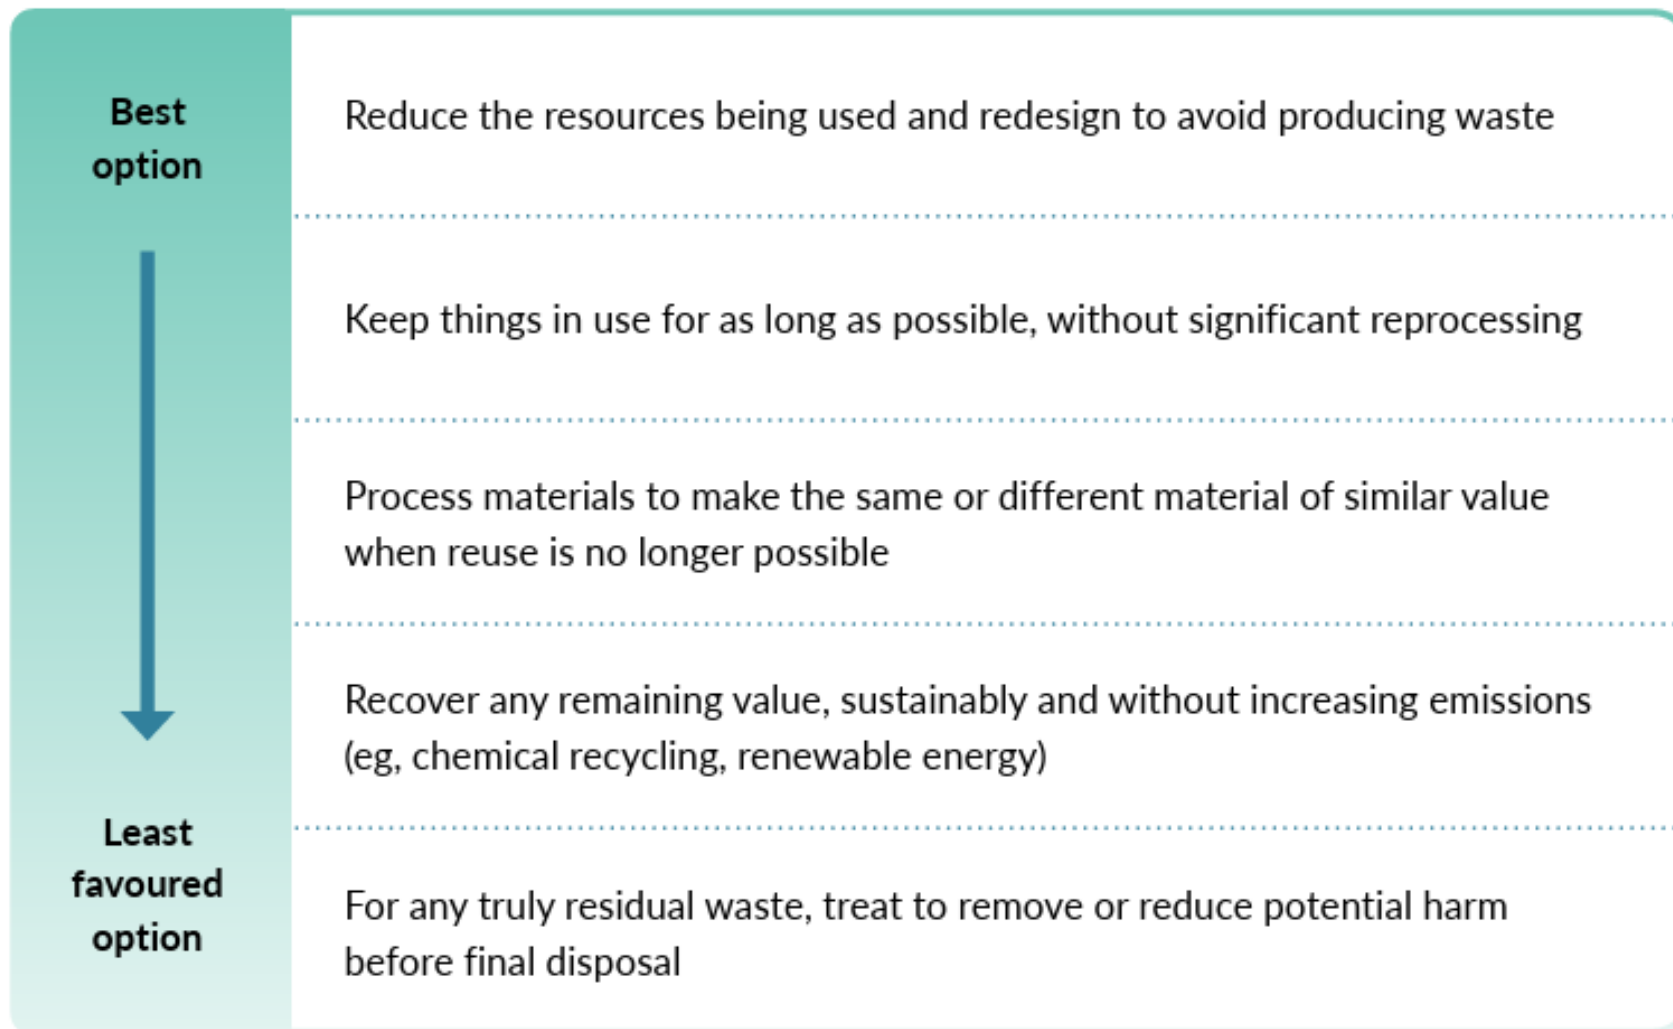 Best
option
Reduce the resources being used and redesign to avoid producing waste
Keep things in use for as long as possible, without significant reprocessing
Process materials to make the same or different material of similar value
when reuse is no longer possible
Recover any remaining value, sustainably and without increasing emissions
(eg, chemical recycling, renewable energy)
Least
favoured
option
For any truly residual waste, treat to remove or reduce potential harm
before final disposal